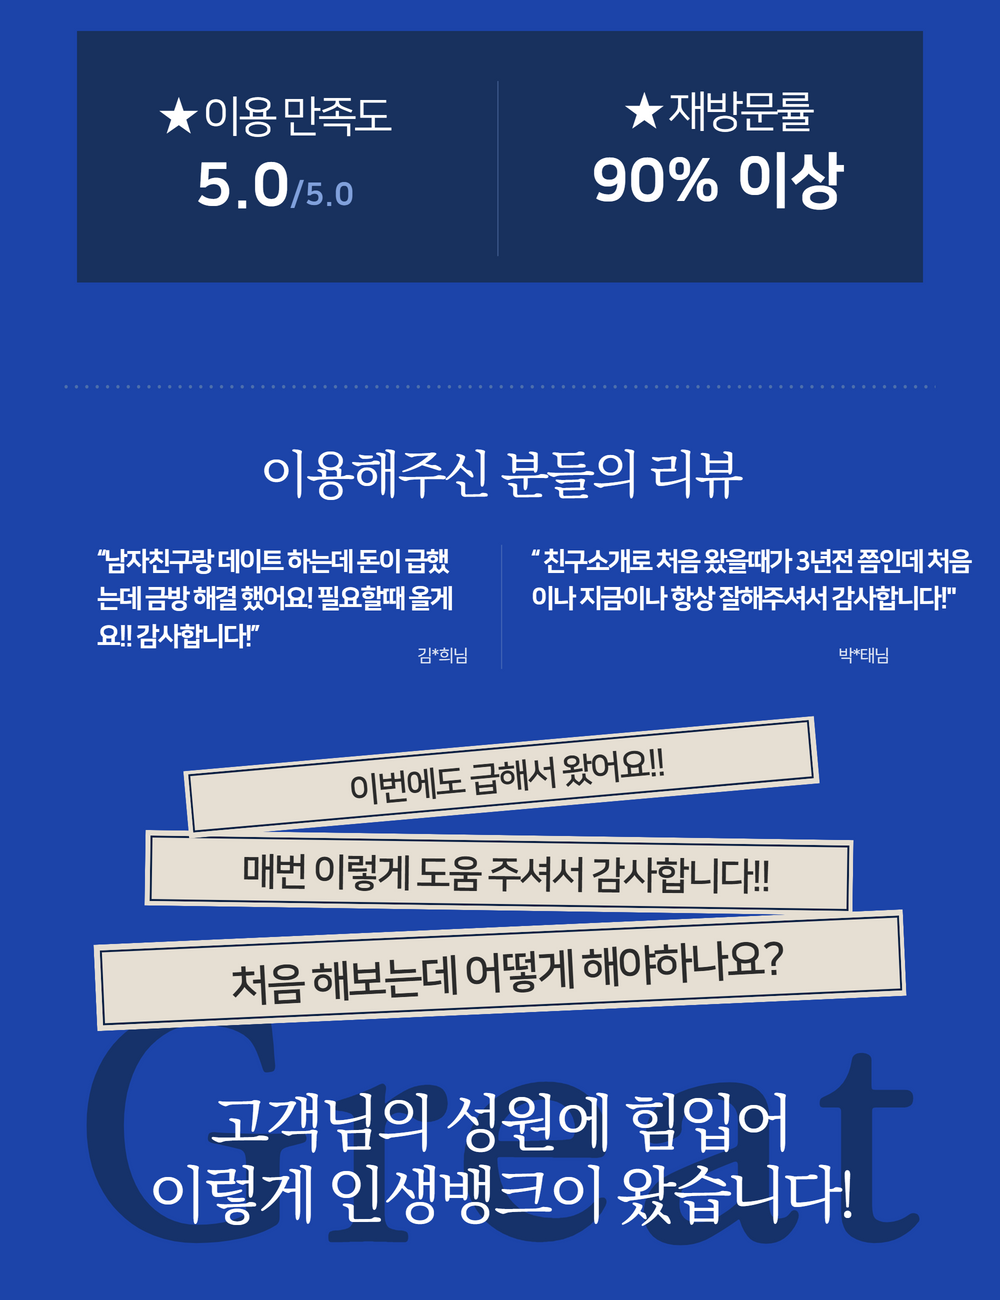 ★ 이용 만족도
5.0/5.0
★ 재방문률
90% 이상
이용해주신 분들의 리뷰
“남자친구랑 데이트 하는데 돈이 급했
는데 금방 해결 했어요! 필요할때 올게
요!! 감사합니다!”
김*희님
“ 친구소개로 처음 왔을때가 3년전 쯤인데 처음
이나 지금이나 항상 잘해주셔서 감사합니다!"
박*태님
이번에도 급해서 왔어요!!
매번 이렇게 도움 주셔서 감사합니다!!
처음 해보는데 어떻게 해야하나요?
Great
고객님의 성원에 힘입어
이렇게 인생뱅크이 왔습니다!